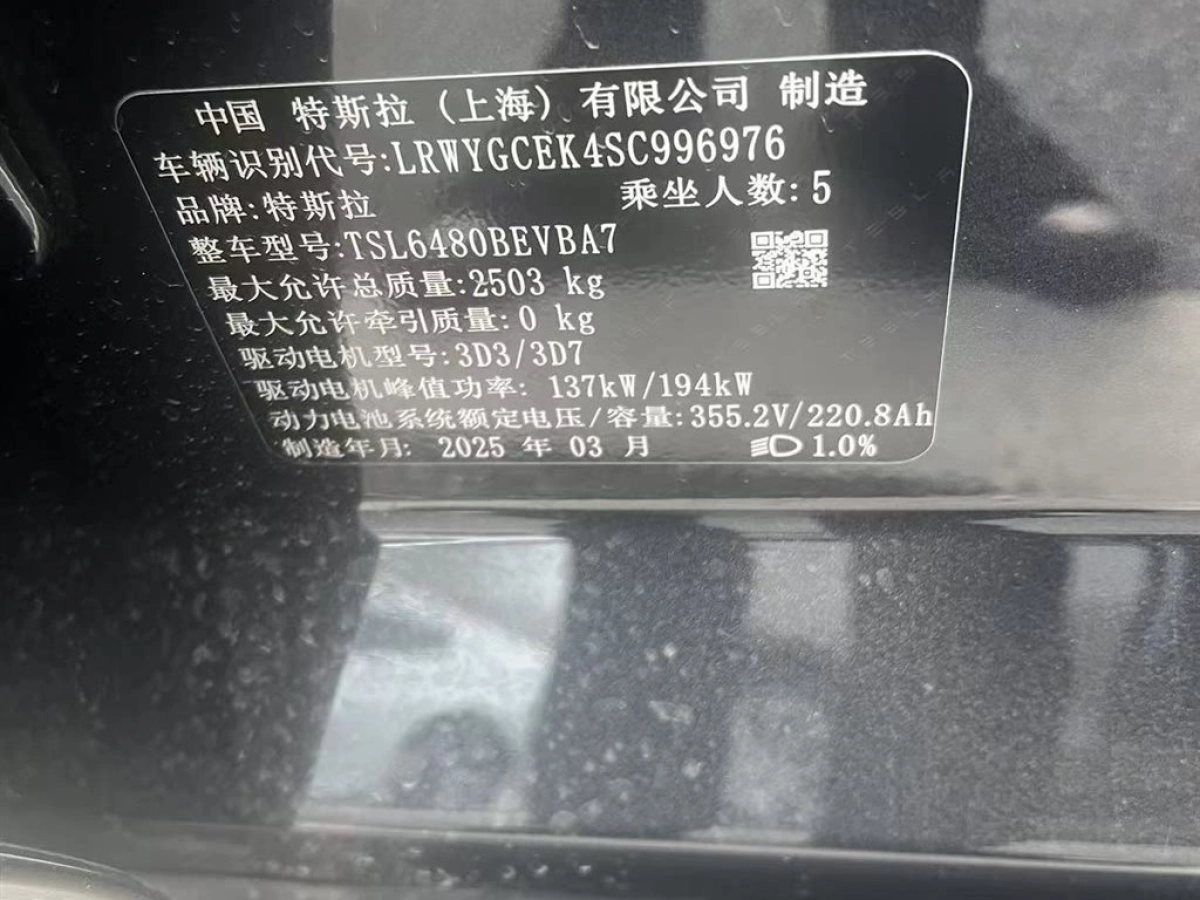 中国 特斯拉（上海）有限公司 制造
车辆识别代号:LRWYGCEK4SC996976
品牌:特斯拉 乘坐人数:5
整车型号:TSL6480BEVBA7
最大允许总质量:2503 kg
最大允许牵引质量:0 kg
驱动电机型号:3D3/3D7
驱动电机峰值功率: 137kW/194kW
动力电池系统额定电压/容量:355.2V/220.8Ah
制造年月: 2025 年 03 月 1.0%